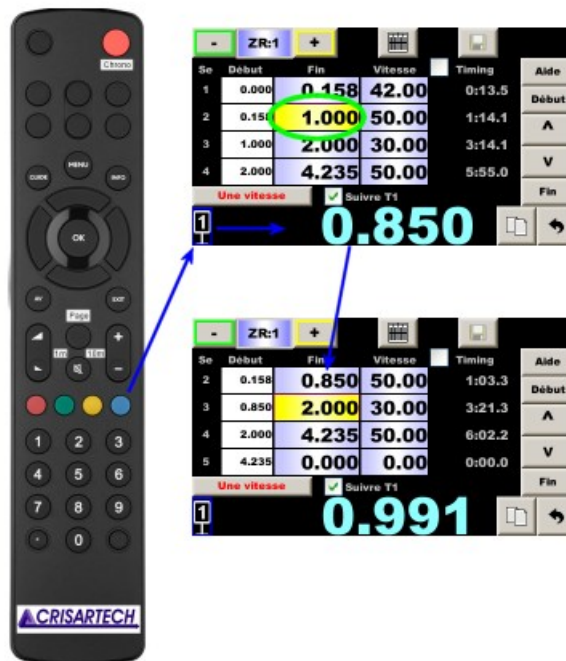 Chrono
GUIDE
MENU
INFO
OK
AV
EXIT
Page
1m
10m
+
-
1 2 3
4 5 6
7 8 9
0
ACRISARTECH
- ZR:1 +
Se Début Fin Vitesse Timing
1 0.000 0.158 42.00 0:13.5
2 0.158 1.000 50.00 1:14.1
3 1.000 2.000 30.00 3:14.1
4 2.000 4.235 50.00 5:55.0
Aide
Début
Λ
V
Fin
Une vitesse Suivre T1
1 0.850
- ZR:1 +
Se Début Fin Vitesse Timing
2 0.158 0.850 50.00 1:03.3
3 0.850 2.000 30.00 3:21.3
4 2.000 4.235 50.00 6:02.2
5 4.235 0.000 0.00 0:00.0
Aide
Début
Λ
V
Fin
Une vitesse Suivre T1
1 0.991